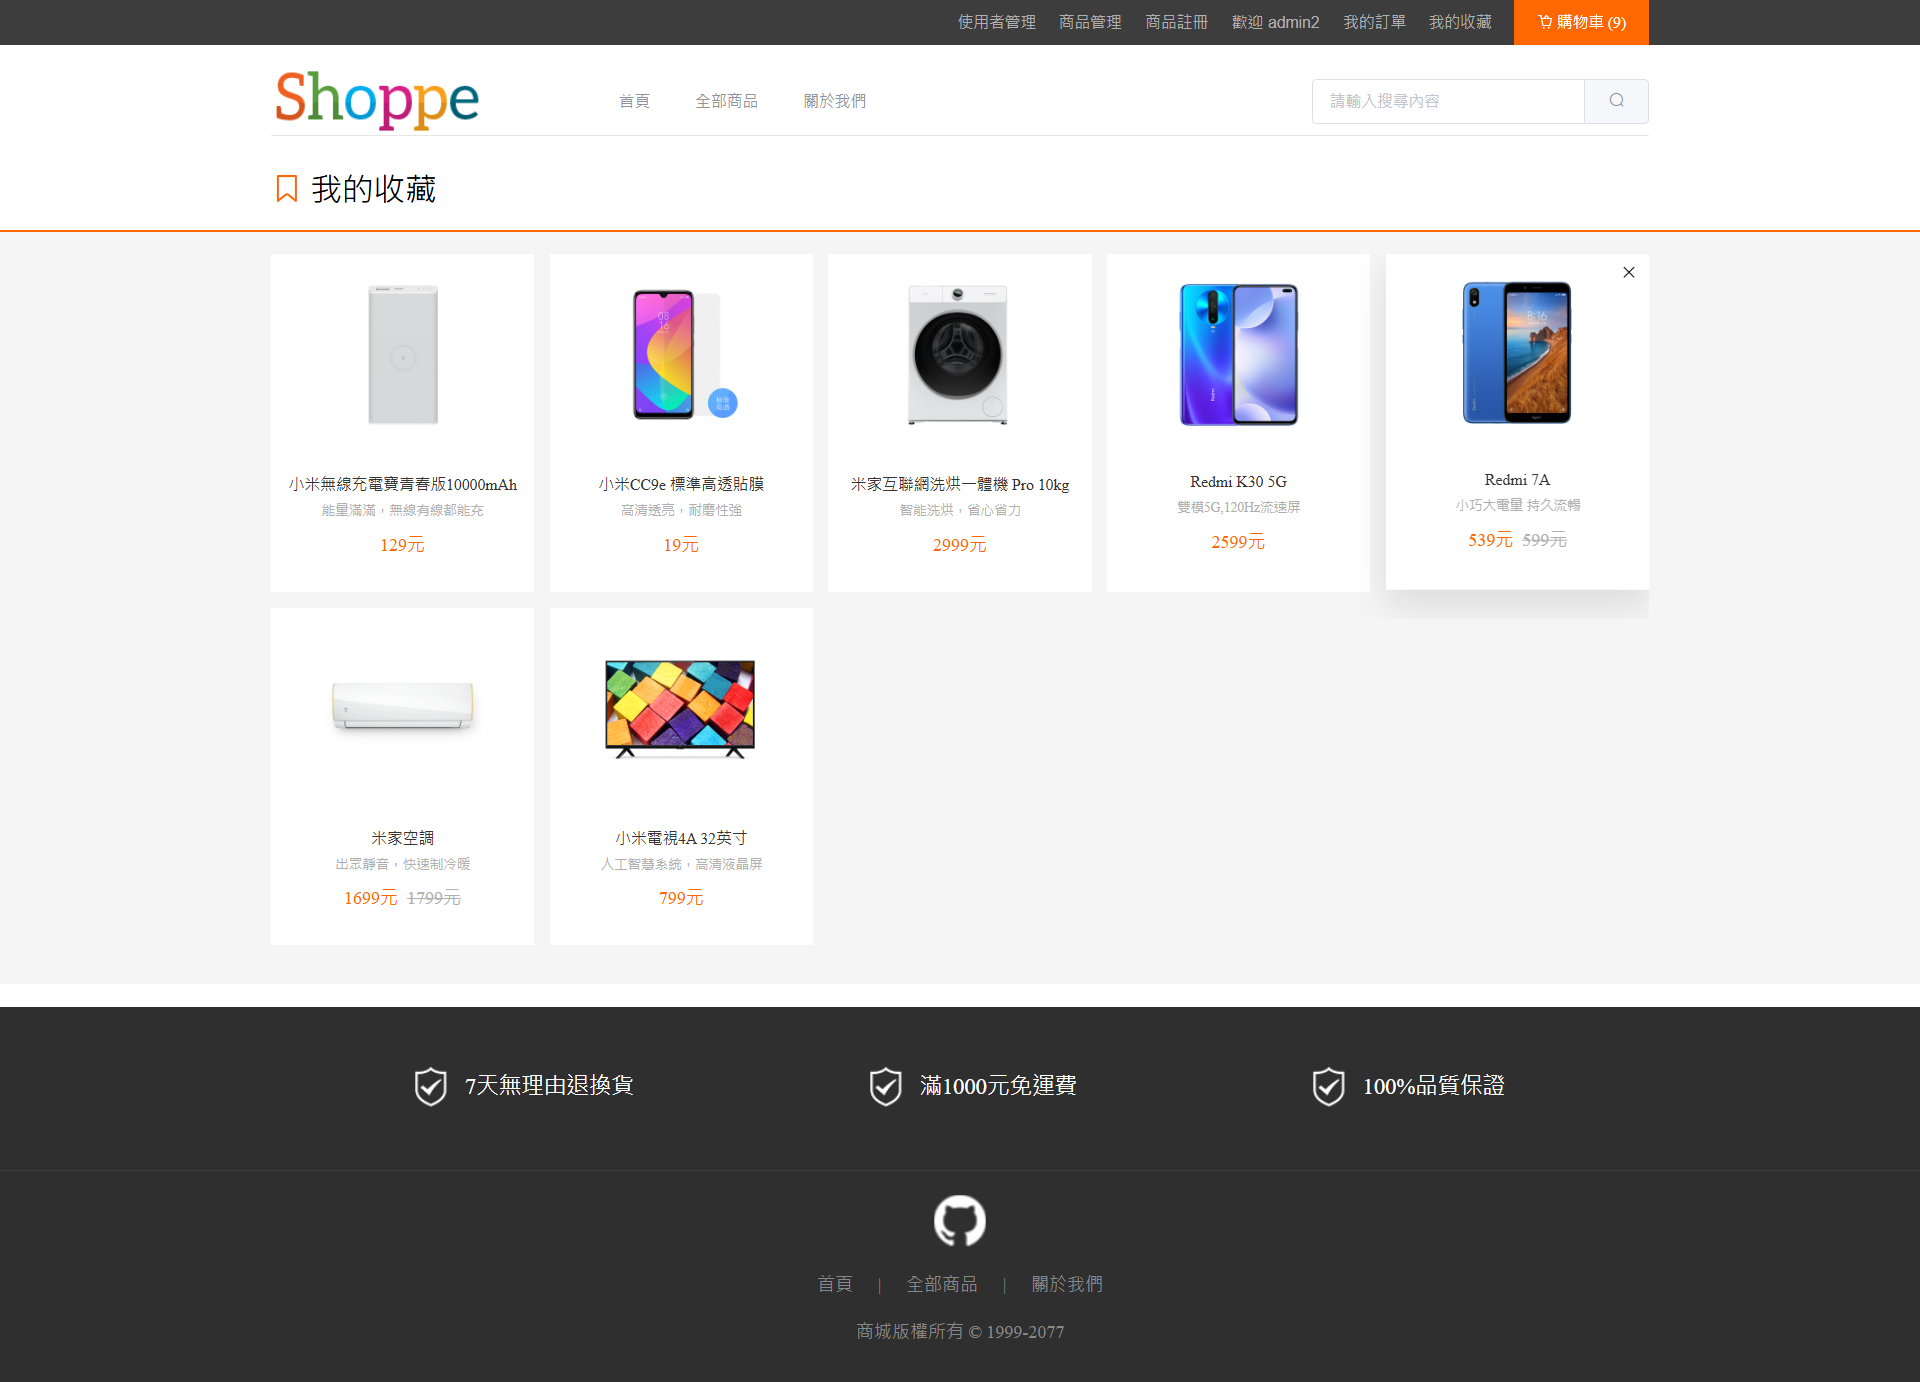 使用者管理 商品管理 商品註冊 歡迎 admin2 我的訂單 我的收藏 購物車 (9)
Shoppe 首頁 全部商品 關於我們 請輸入搜尋內容
我的收藏
小米無線充電寶青春版10000mAh
能量滿滿，無線有線都能充
129元
小米CC9e 標準高透貼膜
高清透亮，耐磨性強
19元
米家互聯網洗烘一體機 Pro 10kg
智能洗烘，省心省力
2999元
Redmi K30 5G
雙模5G,120Hz流速屏
2599元
Redmi 7A
小巧大電量 持久流暢
539元 599元
米家空調
出眾靜音，快速制冷暖
1699元 1799元
小米電視4A 32英寸
人工智慧系統，高清液晶屏
799元
7天無理由退換貨
滿1000元免運費
100%品質保證
首頁 | 全部商品 | 關於我們
商城版權所有 © 1999-2077